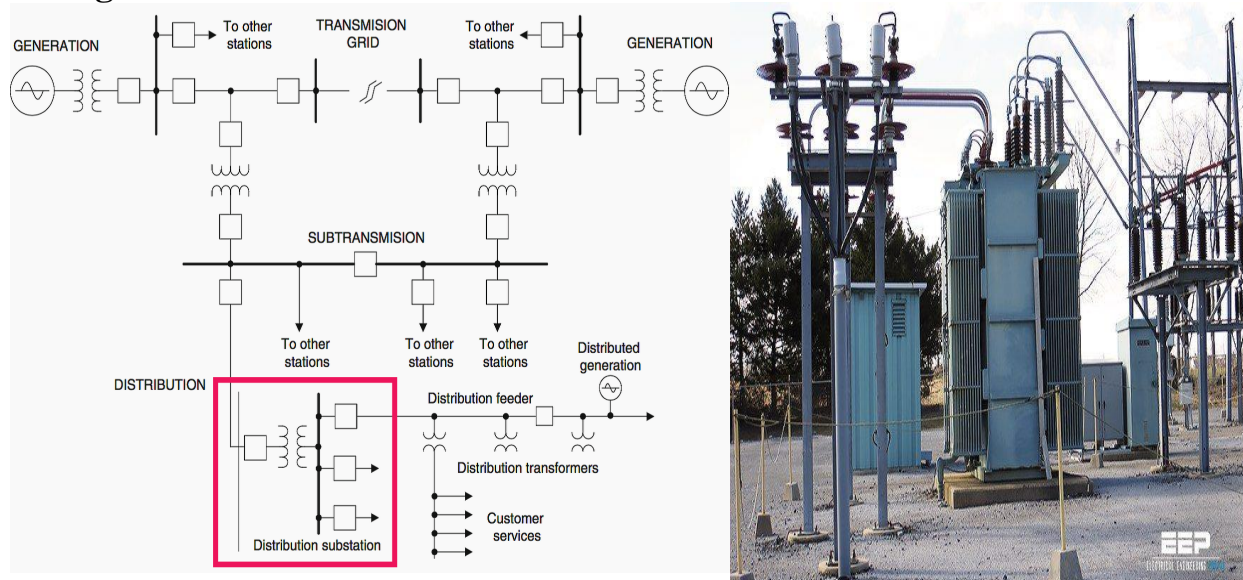 To other
stations
TRANSMISION
GRID
To other
stations
GENERATION
GENERATION
SUBTRANSMISION
To other
stations
To other
stations
To other
stations
Distributed
generation
DISTRIBUTION
Distribution feeder
Distribution transformers
Customer
services
Distribution substation
EEP